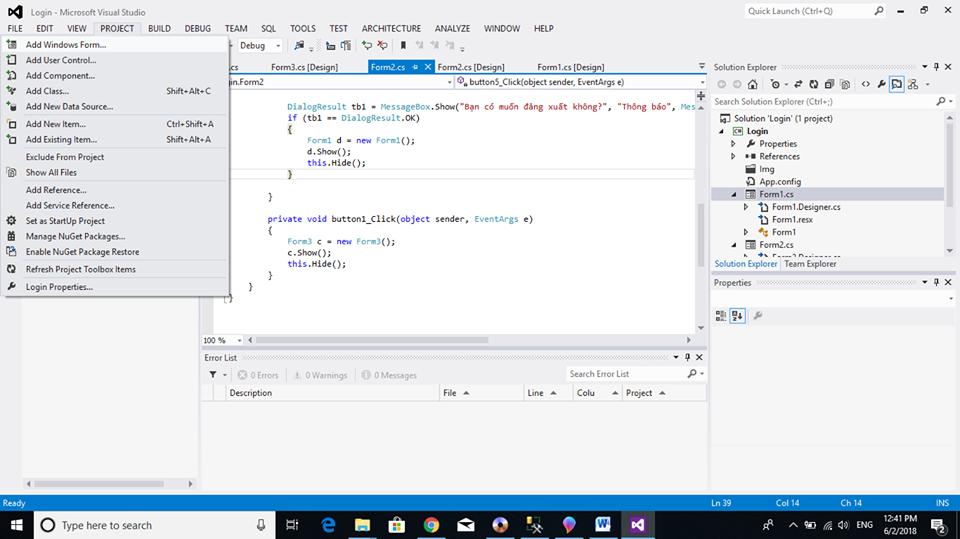 Login - Microsoft Visual Studio
Quick Launch (Ctrl+Q)
FILE EDIT VIEW PROJECT BUILD DEBUG TEAM SQL TOOLS TEST ARCHITECTURE ANALYZE WINDOW HELP
Debug
Add Windows Form...
Add User Control...
Add Component...
Add Class... Shift+Alt+C
Add New Data Source...
Add New Item... Ctrl+Shift+A
Add Existing Item... Shift+Alt+A
Exclude From Project
Show All Files
Add Reference...
Add Service Reference...
Set as StartUp Project
Manage NuGet Packages...
Enable NuGet Package Restore
Refresh Project Toolbox Items
Login Properties...
.cs Form3.cs [Design] Form2.cs Form2.cs [Design] Form1.cs [Design]
in.Form2 button5_Click(object sender, EventArgs e)
DialogResult tb1 = MessageBox.Show("Bạn có muốn đăng xuất không?", "Thông báo", Mes
if (tb1 == DialogResult.OK)
{
Form1 d = new Form1();
d.Show();
this.Hide();
}
}
private void button1_Click(object sender, EventArgs e)
{
Form3 c = new Form3();
c.Show();
this.Hide();
}
}
}
100 %
Error List
0 Errors 0 Warnings 0 Messages Search Error List
Description File Line Colu Project
Solution Explorer
Search Solution Explorer (Ctrl+;)
Solution 'Login' (1 project)
Login
Properties
References
Img
App.config
Form1.cs
Form1.Designer.cs
Form1.resx
Form1
Form2.cs
Form2.Designer.cs
Solution Explorer Team Explorer
Properties
Ready Ln 39 Col 14 Ch 14 INS
Type here to search
ENG
12:41 PM
6/2/2018
2